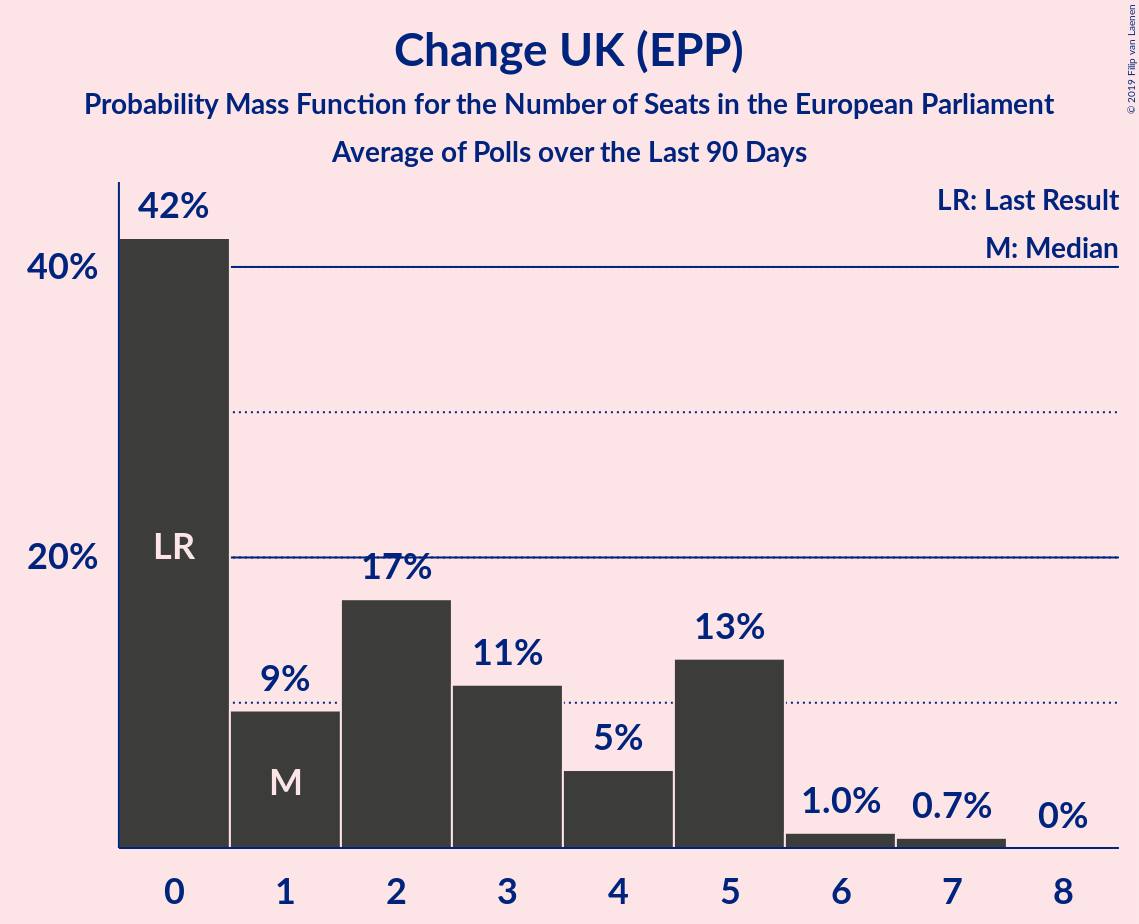 Change UK (EPP)
Probability Mass Function for the Number of Seats in the European Parliament
Average of Polls over the Last 90 Days
© 2019 Filip van Laenen
LR: Last Result
M: Median
42%
40%
LR
20%
17%
13%
11%
9%
5%
M
1.0%
0.7%
0%
0 1 2 3 4 5 6 7 8